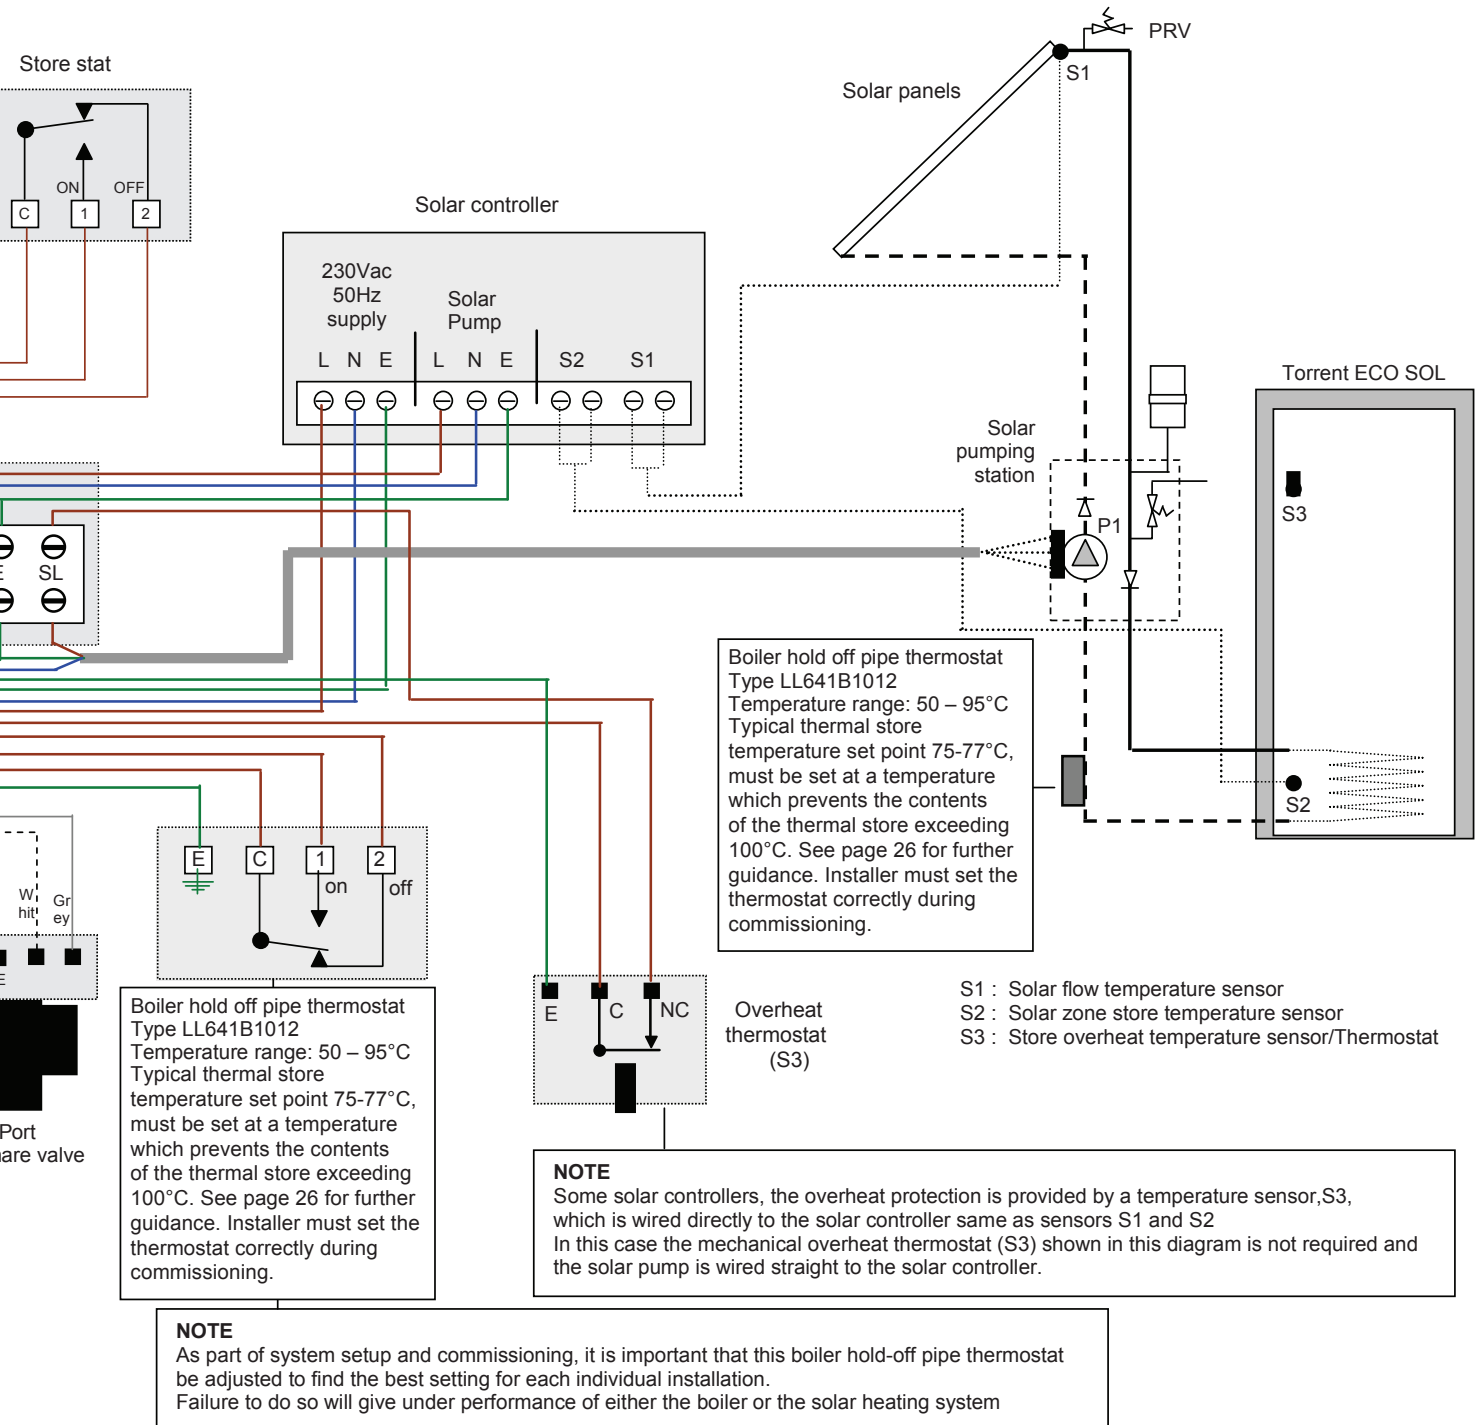 PRV
Store stat
S1
Solar panels
ON OFF
C 1 2
Solar controller
230Vac
50Hz
supply
Solar
Pump
L N E L N E S2 S1
Torrent ECO SOL
Solar
pumping
station
S3
P1
E SL
Boiler hold off pipe thermostat
Type LL641B1012
Temperature range: 50 – 95°C
Typical thermal store
temperature set point 75-77°C,
must be set at a temperature
which prevents the contents
of the thermal store exceeding
100°C. See page 26 for further
guidance. Installer must set the
thermostat correctly during
commissioning.
S2
E C 1 2
on off
W
hit
Gr
ey
E
Boiler hold off pipe thermostat
Type LL641B1012
Temperature range: 50 – 95°C
Typical thermal store
temperature set point 75-77°C,
must be set at a temperature
which prevents the contents
of the thermal store exceeding
100°C. See page 26 for further
guidance. Installer must set the
thermostat correctly during
commissioning.
E C NC
Overheat
thermostat
(S3)
S1 : Solar flow temperature sensor
S2 : Solar zone store temperature sensor
S3 : Store overheat temperature sensor/Thermostat
Port
valve
NOTE
Some solar controllers, the overheat protection is provided by a temperature sensor,S3,
which is wired directly to the solar controller same as sensors S1 and S2
In this case the mechanical overheat thermostat (S3) shown in this diagram is not required and
the solar pump is wired straight to the solar controller.
NOTE
As part of system setup and commissioning, it is important that this boiler hold-off pipe thermostat
be adjusted to find the best setting for each individual installation.
Failure to do so will give under performance of either the boiler or the solar heating system